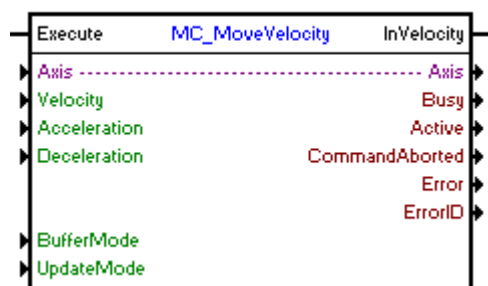 Execute MC_MoveVelocity InVelocity
Axis Axis
Velocity Busy
Acceleration Active
Deceleration CommandAborted
Error
ErrorID
BufferMode
UpdateMode